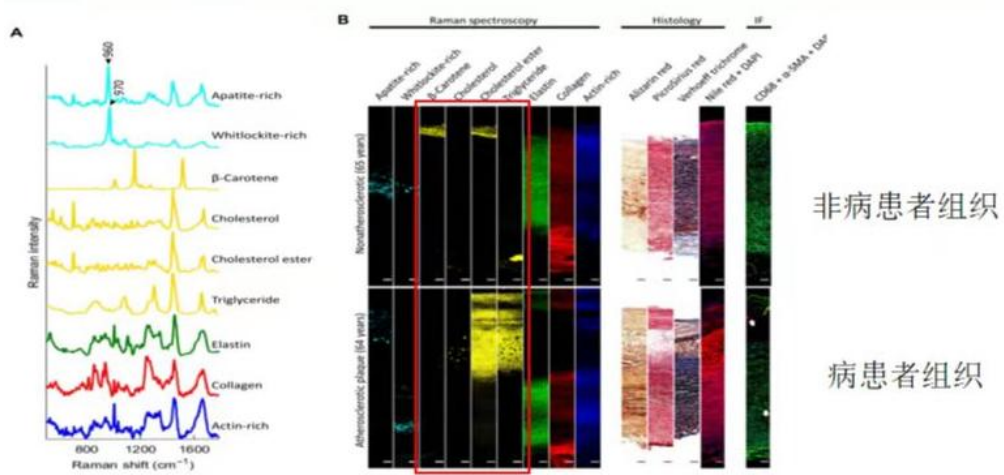 A
960
970
Apatite-rich
Whitlockite-rich
β-Carotene
Cholesterol
Cholesterol ester
Triglyceride
Elastin
Collagen
Actin-rich
Raman intensity
800 1200 1600
Raman shift (cm⁻¹)
B
Raman spectroscopy
Histology
IF
Apatite-rich
Whitlockite-rich
β-Carotene
Cholesterol
Cholesterol ester
Triglyceride
Elastin
Collagen
Actin-rich
Alizarin red
PicroSirius red
Verhoeff trichrome
Nile red + DAPI
CD68 + α-SMA + DAP
Nonatherosclerotic (65 years)
Atherosclerotic plaque (64 years)
非病患者组织
病患者组织